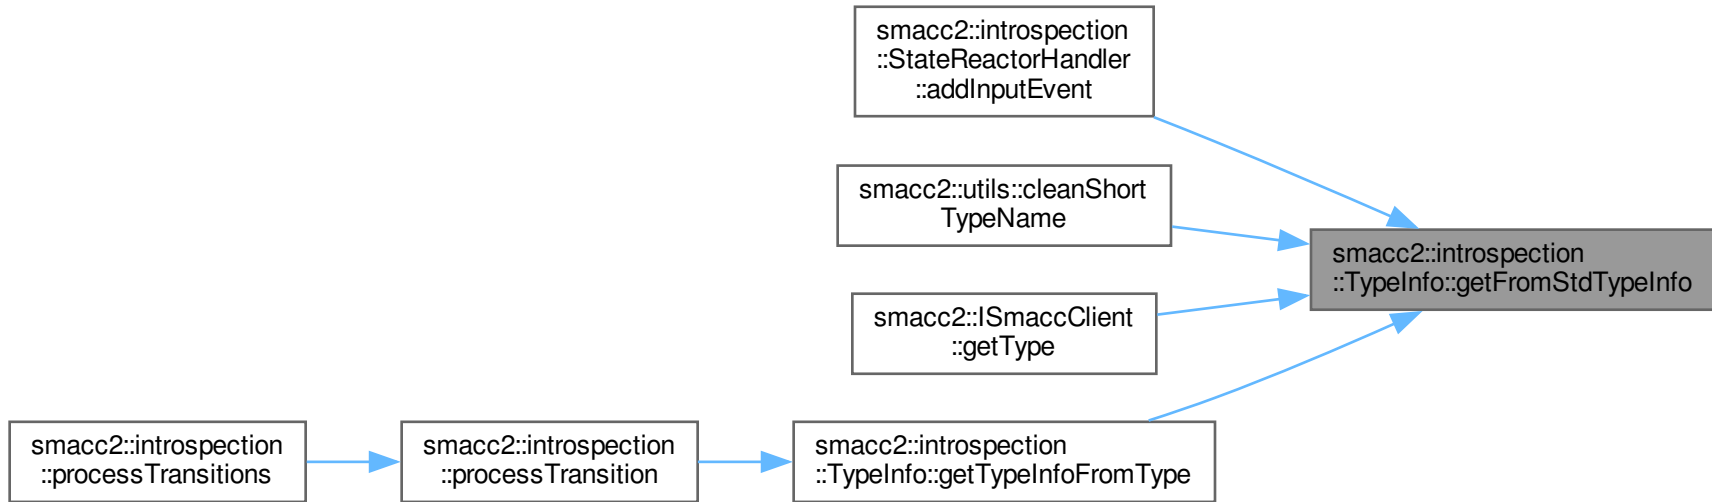 smacc2::introspection
::StateReactorHandler
::addInputEvent
smacc2::utils::cleanShort
TypeName
smacc2::introspection
::TypeInfo::getFromStdTypeInfo
smacc2::ISmaccClient
::getType
smacc2::introspection
::processTransitions
smacc2::introspection
::processTransition
smacc2::introspection
::TypeInfo::getTypeInfoFromType